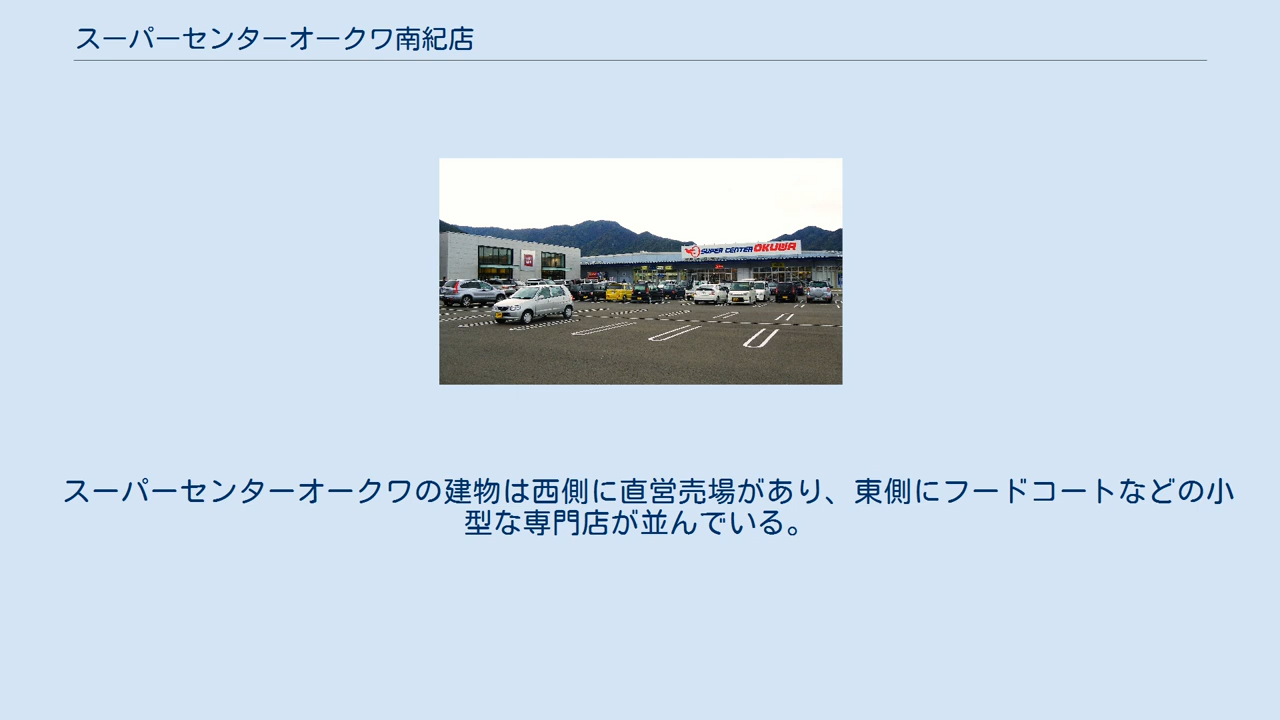 スーパーセンターオークワ南紀店
SUPER CENTER OKUWA
スーパーセンターオークワの建物は西側に直営売場があり、東側にフードコートなどの小
型な専門店が並んでいる。